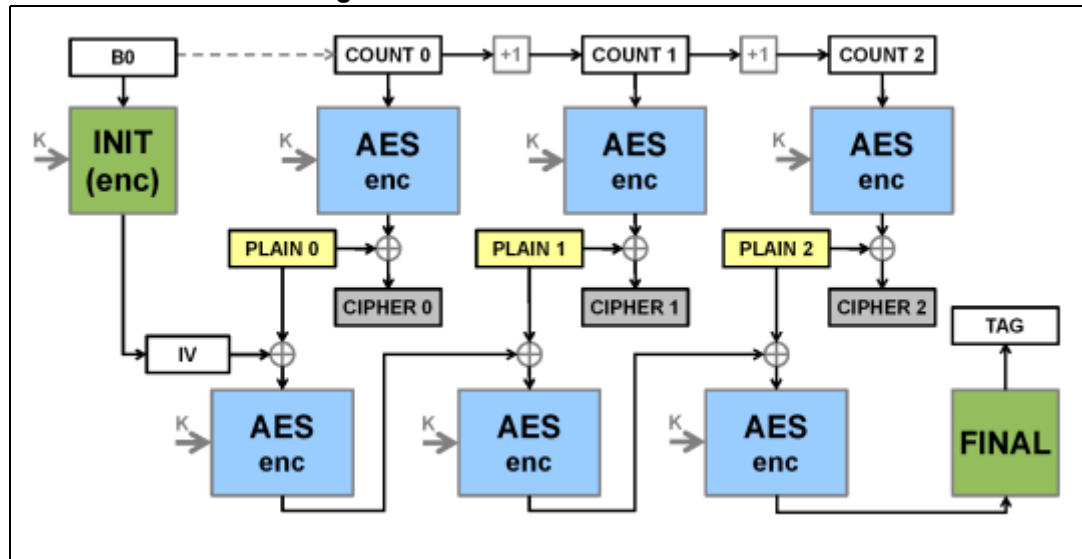 B0
COUNT 0
+1
COUNT 1
+1
COUNT 2
K
INIT
(enc)
K
AES
enc
K
AES
enc
K
AES
enc
PLAIN 0
PLAIN 1
PLAIN 2
CIPHER 0
CIPHER 1
CIPHER 2
TAG
IV
K
AES
enc
K
AES
enc
K
AES
enc
FINAL